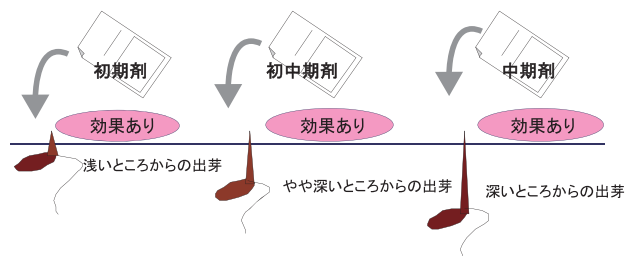 初期剤
初中期剤
中期剤
効果あり
効果あり
効果あり
浅いところからの出芽
やや深いところからの出芽
深いところからの出芽